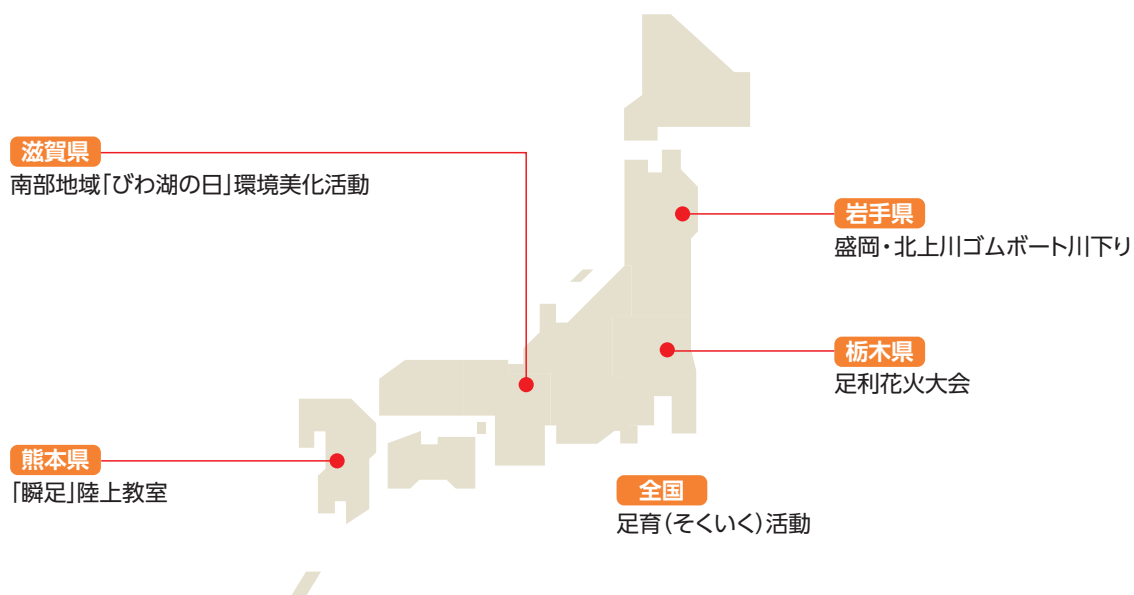 滋賀県
南部地域「びわ湖の日」環境美化活動
岩手県
盛岡・北上川ゴムボート川下り
栃木県
足利花火大会
熊本県
「瞬足」陸上教室
全国
足育(そくいく)活動